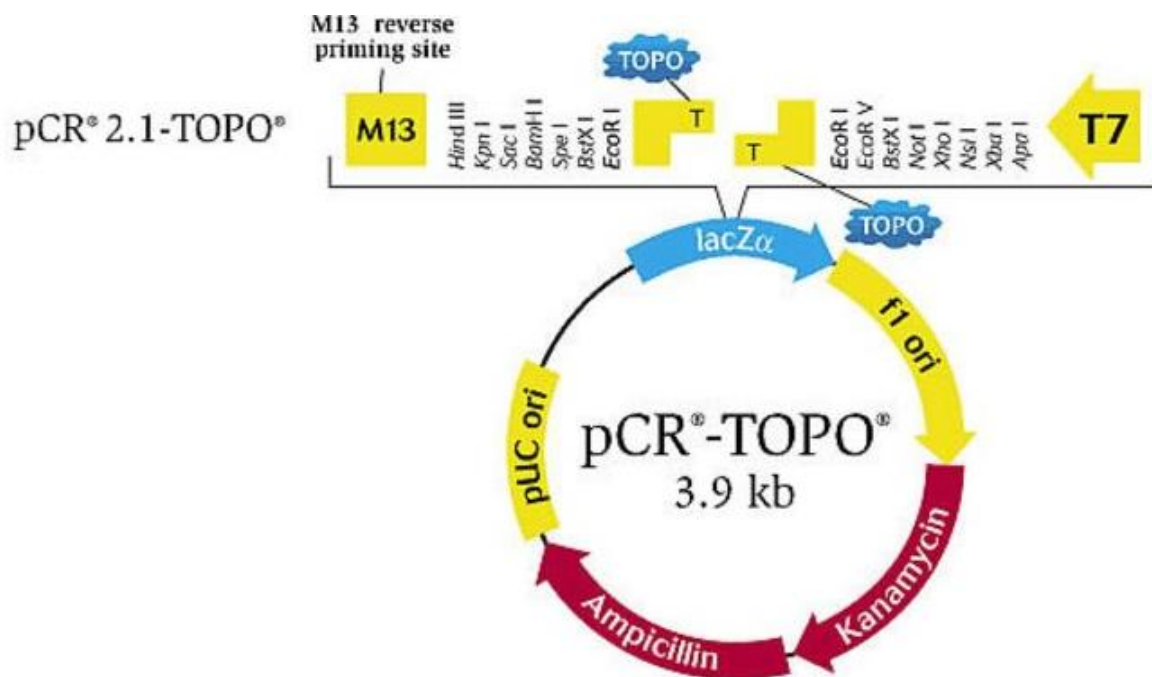 M13 reverse
priming site
TOPO
pCR® 2.1-TOPO®
M13
Hind III
Kpn I
Sac I
BamH I
Spe I
BstX I
EcoR I
T
T
EcoR I
EcoR V
BstX I
Not I
Xho I
Nsi I
Xba I
Apa I
T7
TOPO
lacZα
f1 ori
pUC ori
pCR®-TOPO®
3.9 kb
Kanamycin
Ampicillin